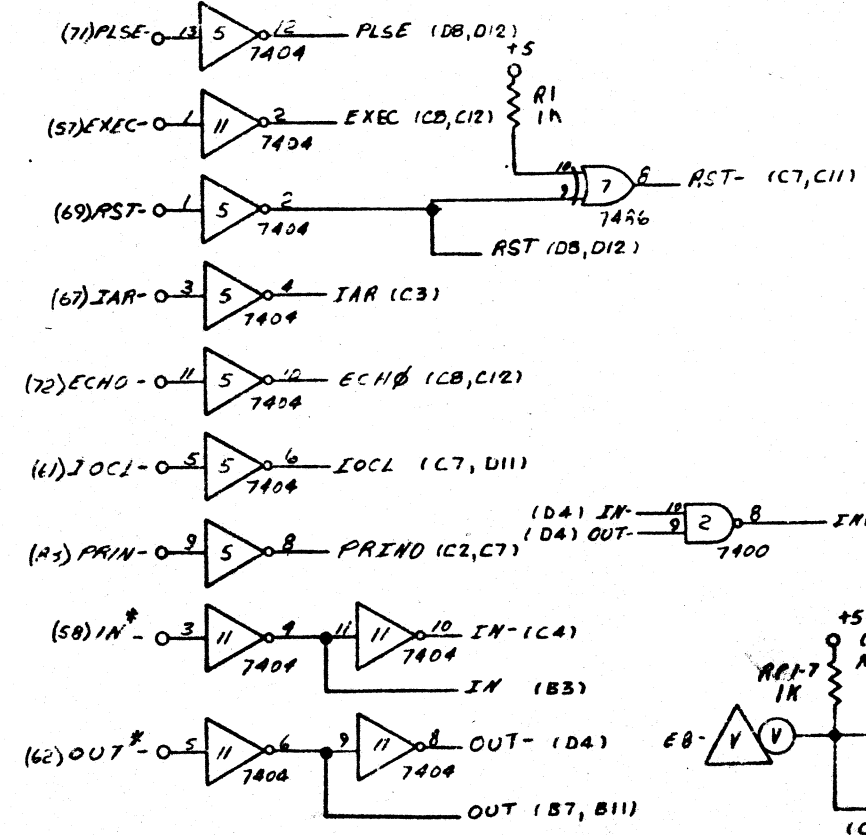 (71)PLSE- 13 5 12 PLSE (D8,D12)
7404
+5
R1
1K
(57)EXEC- 1 11 2 EXEC (C8,C12)
7404
10
9 7 8 RST- (C7,C11)
7486
(69)RST- 1 5 2
7404
RST (D8,D12)
(67)IAR- 3 5 4 IAR (C3)
7404
(72)ECHO- 11 5 10 ECHØ (C8,C12)
7404
(61)IOCL- 5 5 6 IOCL (C7,D11)
7404
(D4) IN- 10
(D4) OUT- 9 2 8
7400
PRIN- 9 5 8 PRIND (C2,C7)
7404
(58)IN*- 3 11 4 11 11 10 IN-(C4)
7404 7404
IN (B3)
+5
RP1-7
1K
EB- V V
(62)OUT*- 5 11 6 9 11 8 OUT- (D4)
7404 7404
OUT (B7,B11)